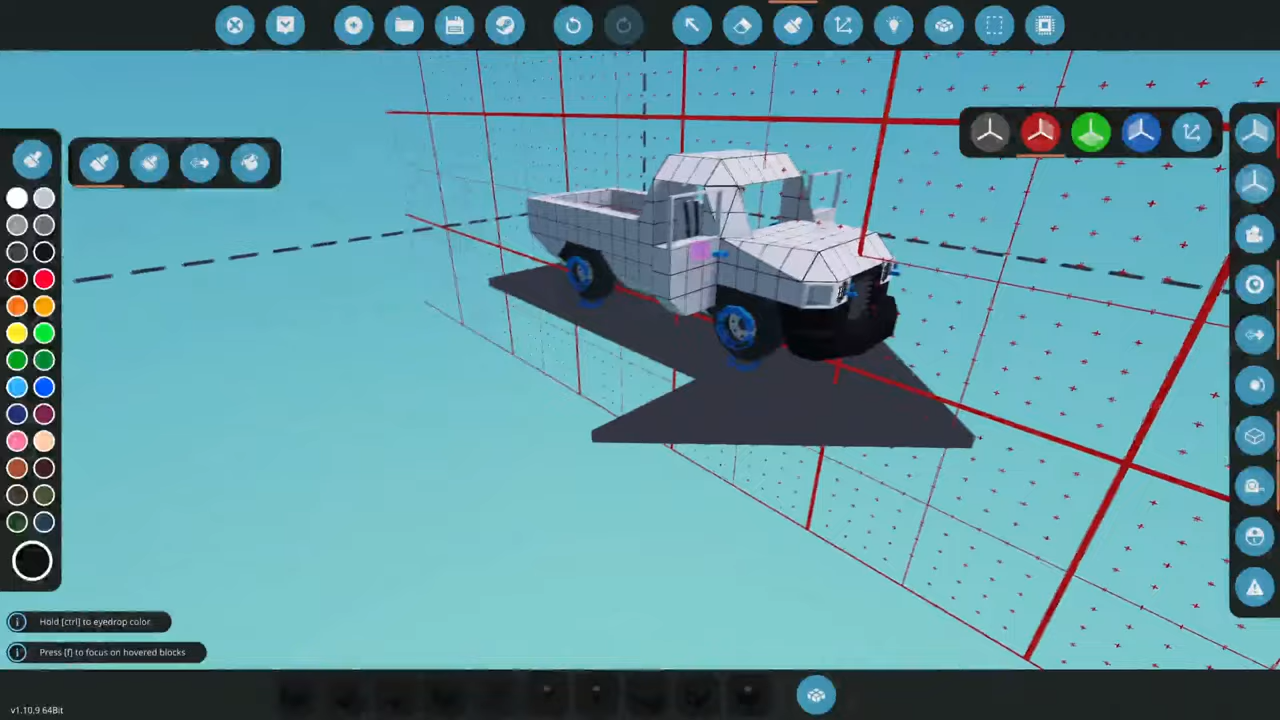 Hold [ctrl] to eyedrop color
Press [f] to focus on hovered blocks
v1.10.9 64Bit